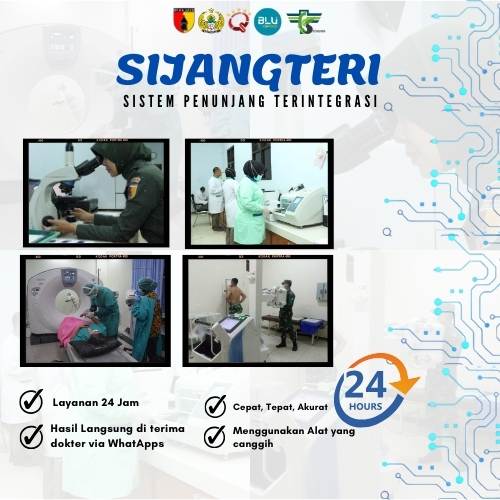 BLU
SIJANGTERI
SISTEM PENUNJANG TERINTEGRASI
Layanan 24 Jam
Hasil Langsung di terima
dokter via WhatApps
Cepat, Tepat, Akurat
Menggunakan Alat yang
canggih
24
HOURS